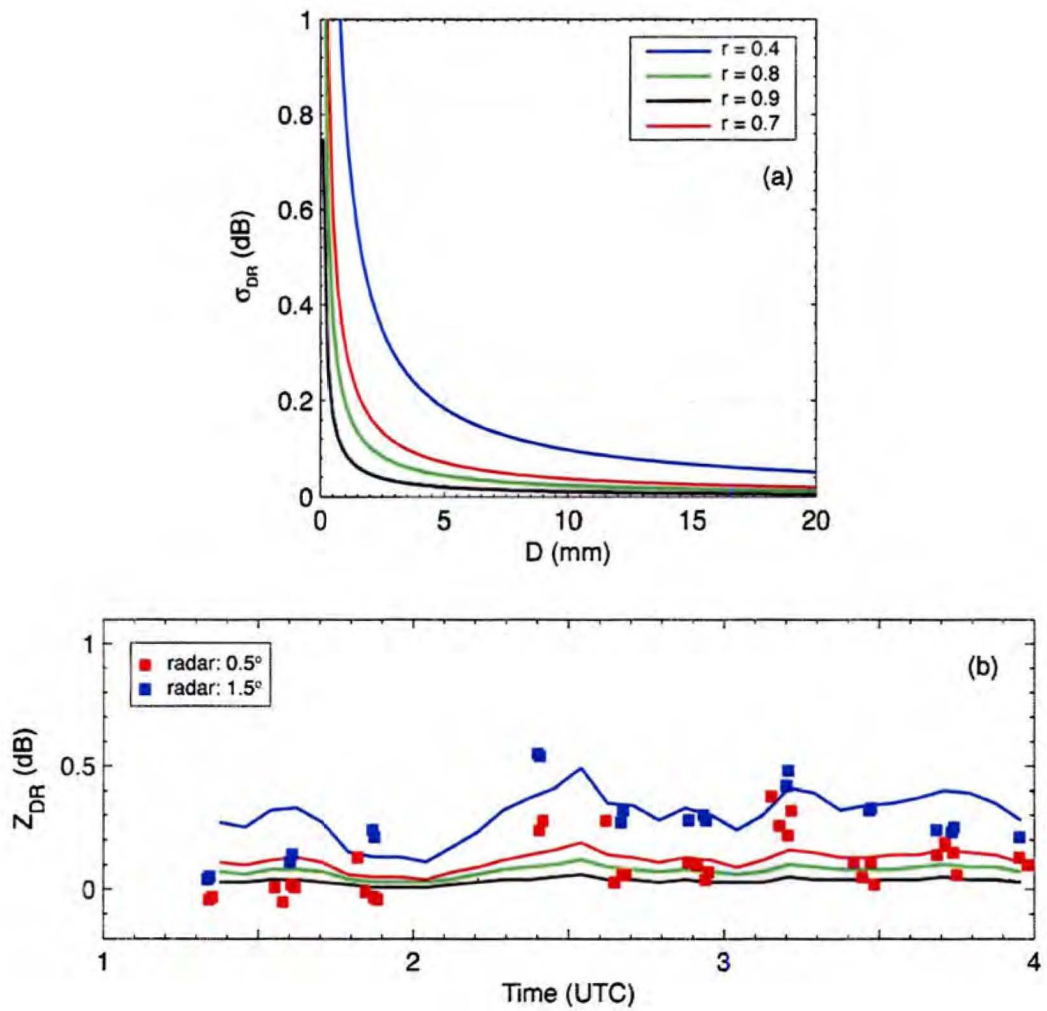 1
0.8
0.6
0.4
0.2
0
σDR (dB)
r = 0.4
r = 0.8
r = 0.9
r = 0.7
(a)
0 5 10 15 20
D (mm)
1
0.5
0
ZDR (dB)
radar: 0.5°
radar: 1.5°
(b)
1 2 3 4
Time (UTC)